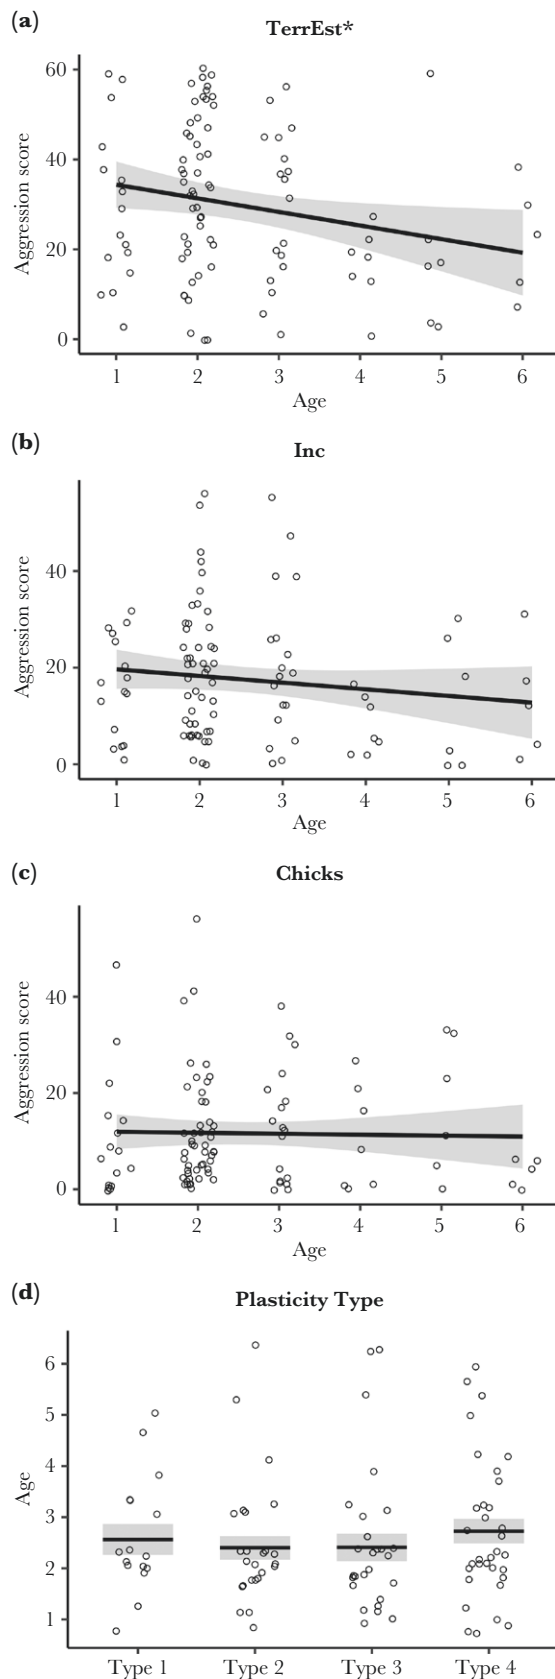 (a)
TerrEst*
60
40
20
0
Aggression score
1 2 3 4 5 6
Age
(b)
Inc
40
20
0
Aggression score
1 2 3 4 5 6
Age
(c)
Chicks
40
20
0
Aggression score
1 2 3 4 5 6
Age
(d)
Plasticity Type
6
5
4
3
2
1
Age
Type 1 Type 2 Type 3 Type 4